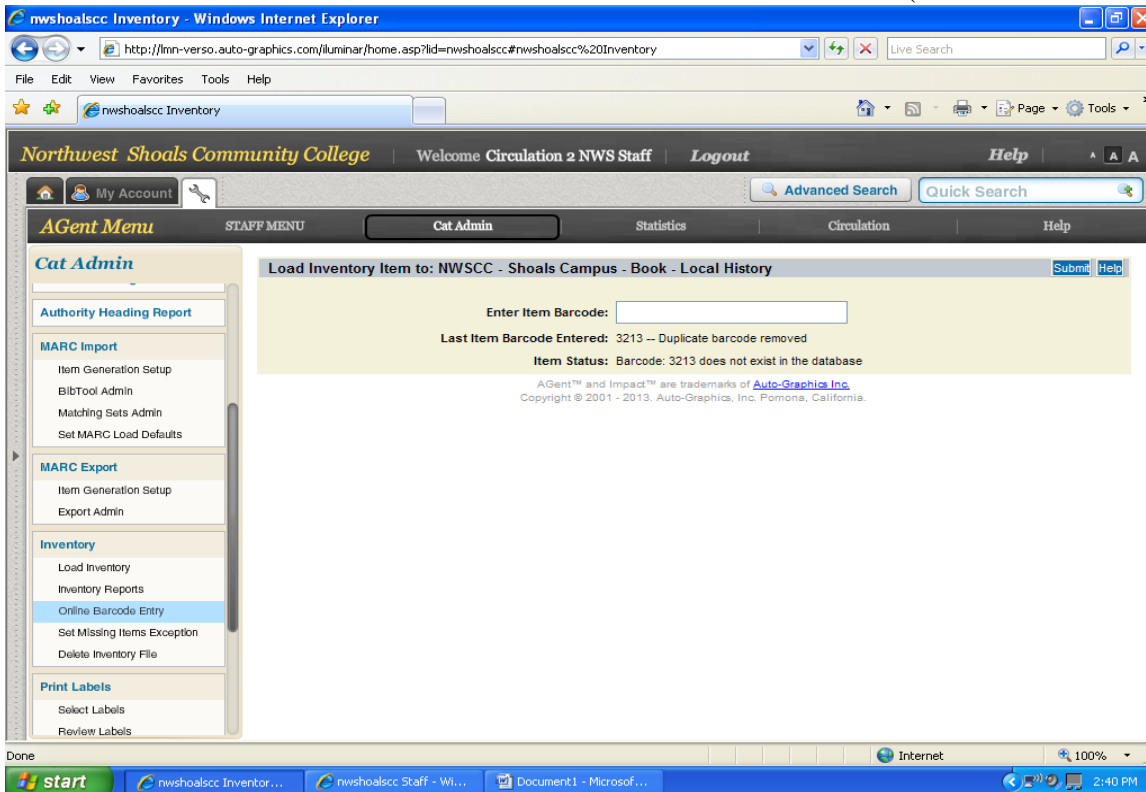 nwshoalscc Inventory - Windows Internet Explorer
http://lmn-verso.auto-graphics.com/iluminar/home.asp?lid=nwshoalscc#nwshoalscc%20Inventory
Live Search
File Edit View Favorites Tools Help
nwshoalscc Inventory
Page Tools
Northwest Shoals Community College | Welcome Circulation 2 NWS Staff | Logout Help | A A A
My Account Advanced Search Quick Search
AGent Menu STAFF MENU | Cat Admin | Statistics | Circulation | Help
Cat Admin
Load Inventory Item to: NWSCC - Shoals Campus - Book - Local History Submit Help
Authority Heading Report
Enter Item Barcode:
Last Item Barcode Entered: 3213 -- Duplicate barcode removed
Item Status: Barcode: 3213 does not exist in the database
AGent™ and Impact™ are trademarks of Auto-Graphics Inc.
Copyright © 2001 - 2013. Auto-Graphics, Inc. Pomona, California.
MARC Import
Item Generation Setup
BibTool Admin
Matching Sets Admin
Set MARC Load Defaults
MARC Export
Item Generation Setup
Export Admin
Inventory
Load Inventory
Inventory Reports
Online Barcode Entry
Set Missing Items Exception
Delete Inventory File
Print Labels
Select Labels
Review Labels
Done Internet 100%
start nwshoalscc Inventor... nwshoalscc Staff - Wi... Document1 - Microsof... 2:40 PM